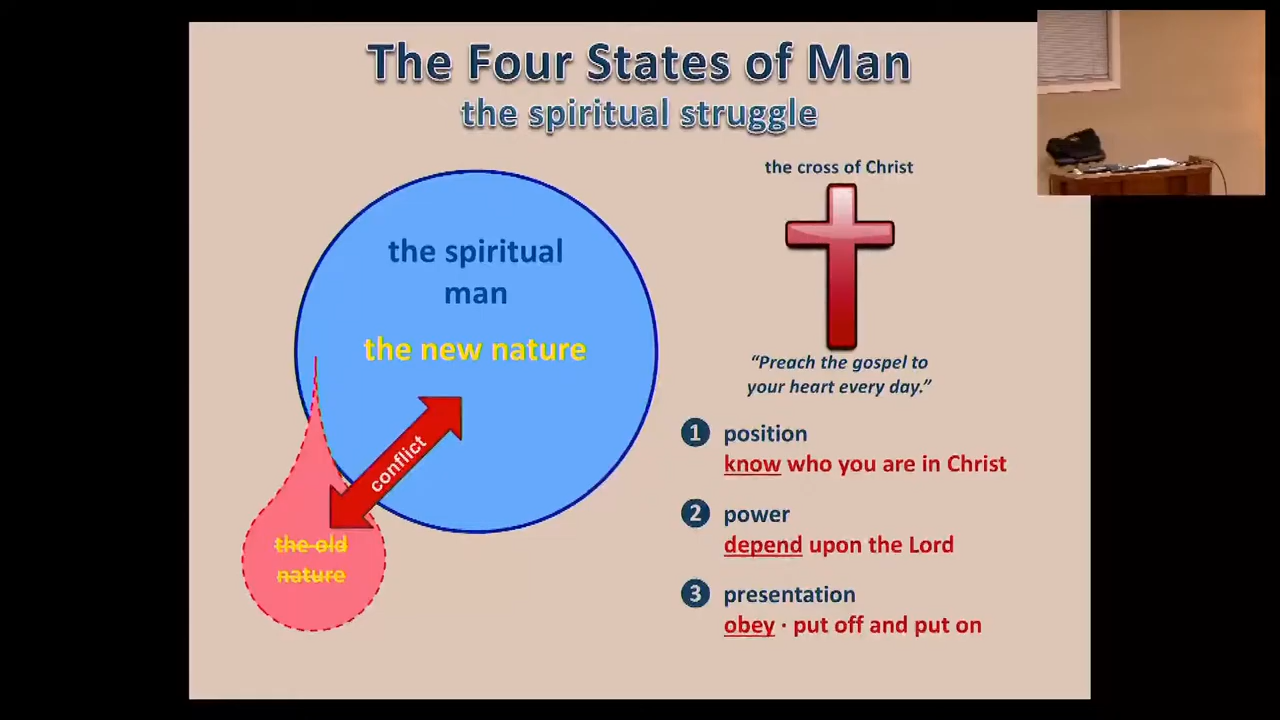 The Four States of Man
the spiritual struggle
the spiritual
man
the new nature
conflict
the old
nature
the cross of Christ
“Preach the gospel to
your heart every day.”
1 position
know who you are in Christ
2 power
depend upon the Lord
3 presentation
obey · put off and put on